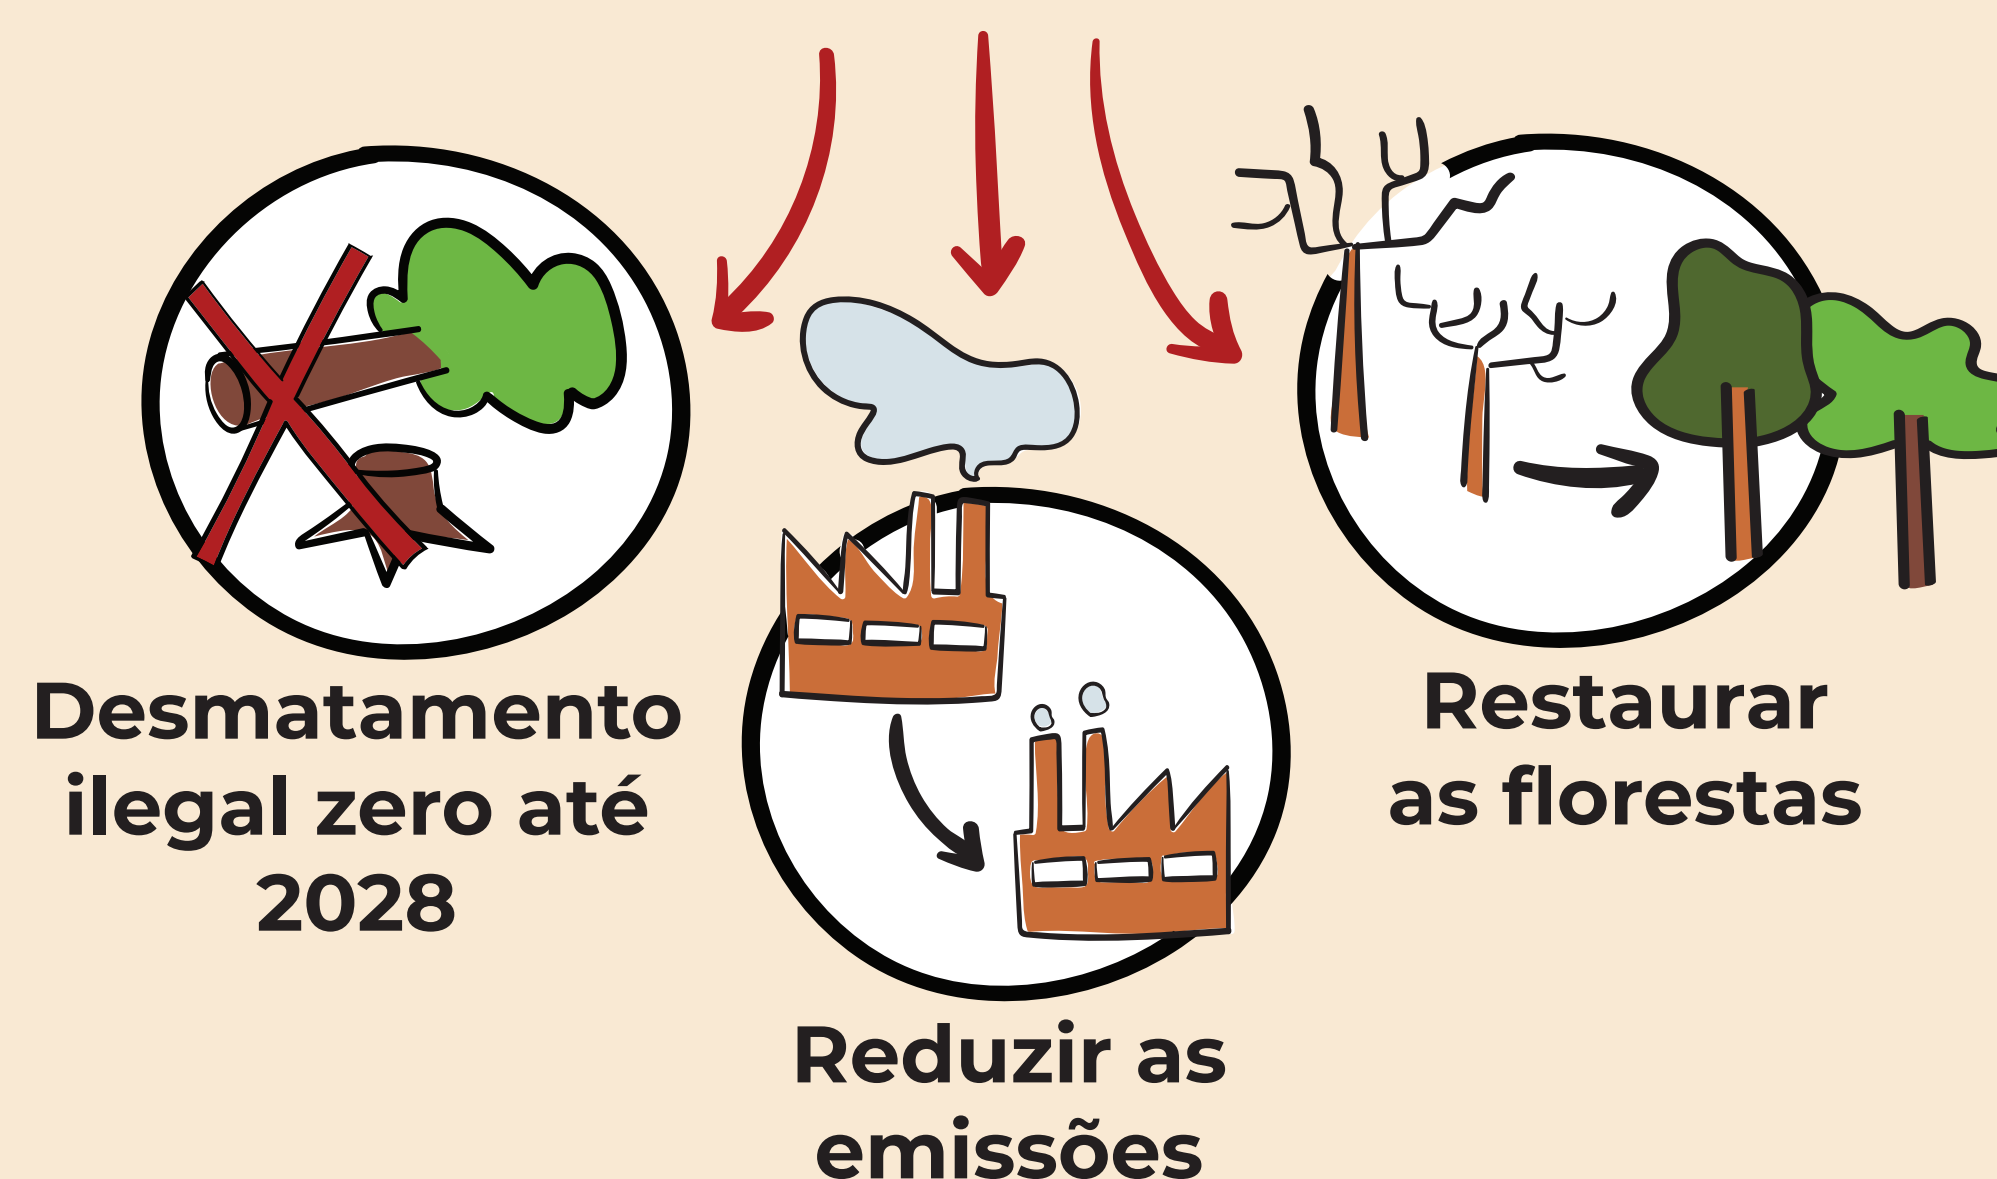 Desmatamento
ilegal zero até
2028
Reduzir as
emissões
Restaurar
as florestas